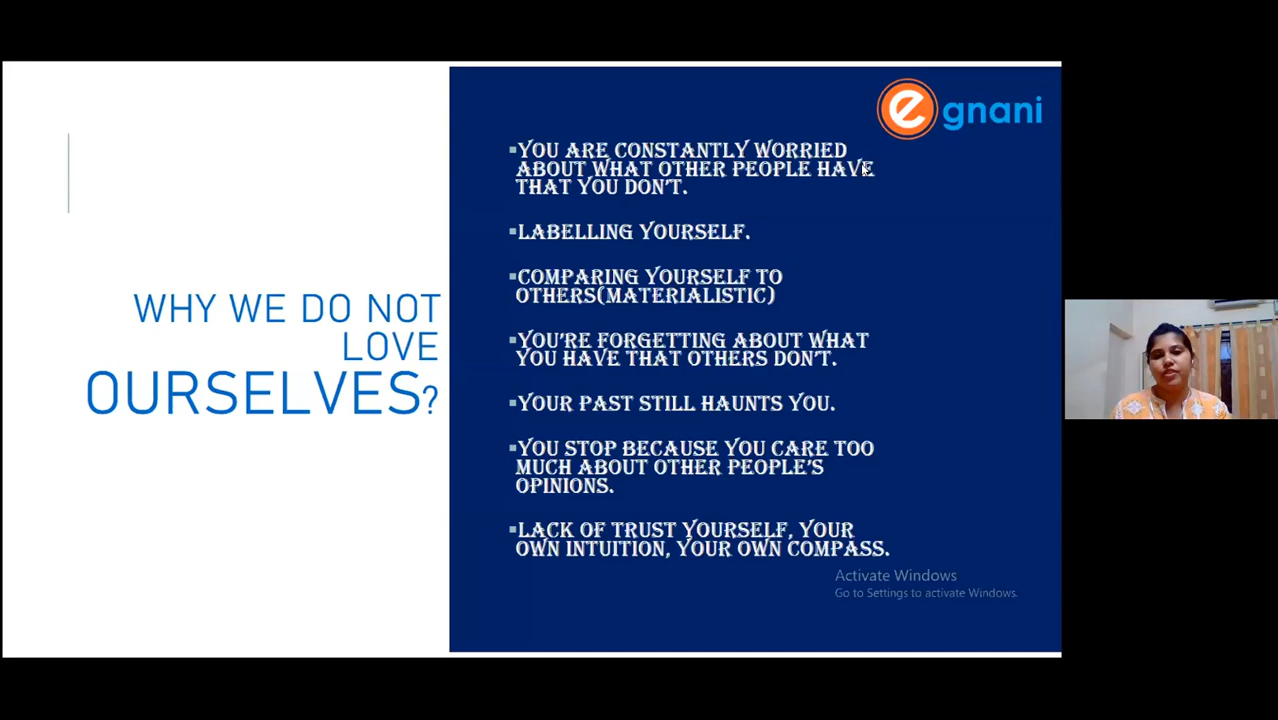 WHY WE DO NOT
LOVE
OURSELVES?
e gnani
▪YOU ARE CONSTANTLY WORRIED
ABOUT WHAT OTHER PEOPLE HAVE
THAT YOU DON'T.
▪LABELLING YOURSELF.
▪COMPARING YOURSELF TO
OTHERS(MATERIALISTIC)
▪YOU'RE FORGETTING ABOUT WHAT
YOU HAVE THAT OTHERS DON'T.
▪YOUR PAST STILL HAUNTS YOU.
▪YOU STOP BECAUSE YOU CARE TOO
MUCH ABOUT OTHER PEOPLE'S
OPINIONS.
▪LACK OF TRUST YOURSELF, YOUR
OWN INTUITION, YOUR OWN COMPASS.
Activate Windows
Go to Settings to activate Windows.